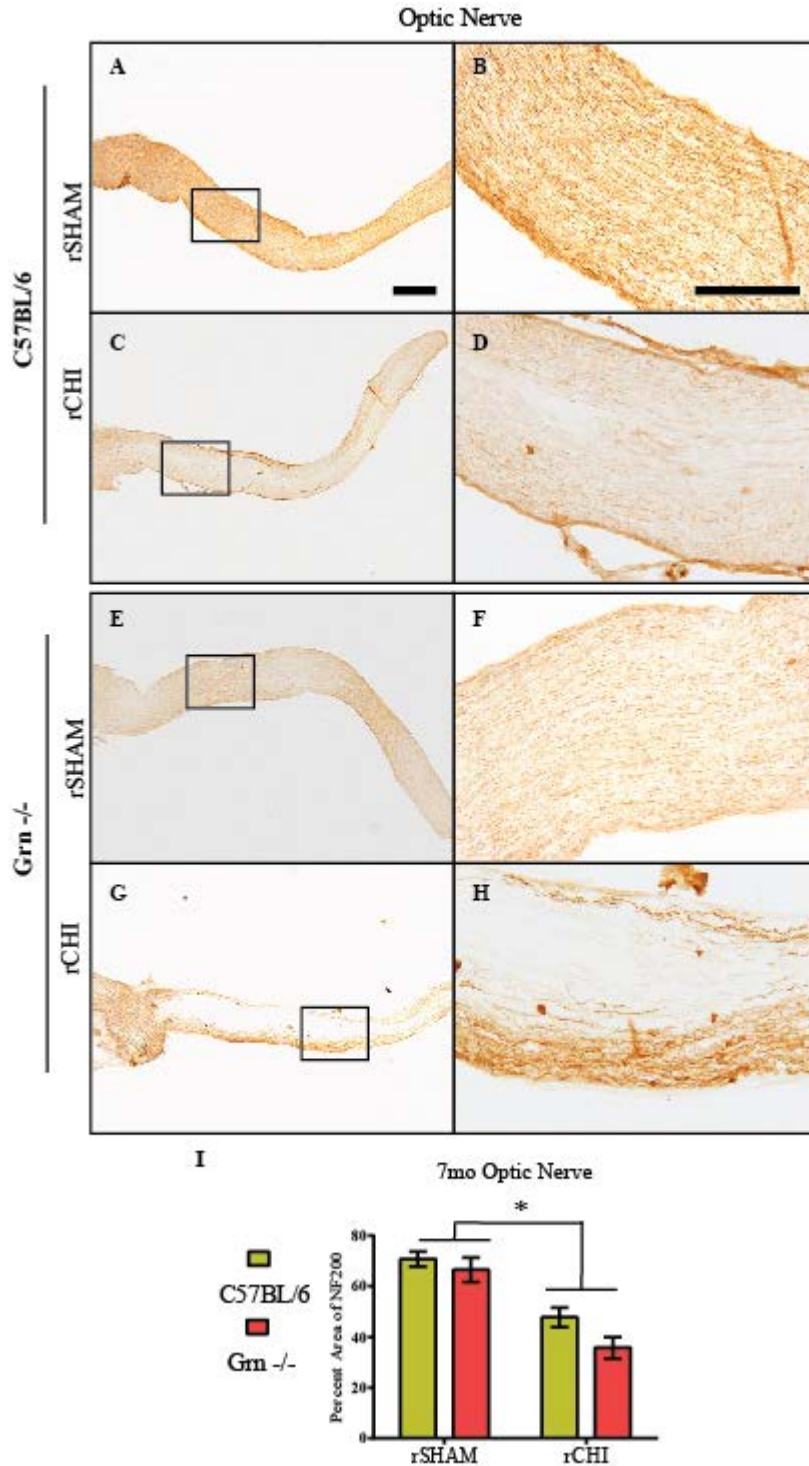 Optic Nerve
A
B
C57BL/6
rSHAM
C
D
rCHI
E
F
Grn -/-
rSHAM
G
H
rCHI
I
7mo Optic Nerve
*
C57BL/6
Grn -/-
Percent Area of NF200
80
60
40
20
0
rSHAM
rCHI